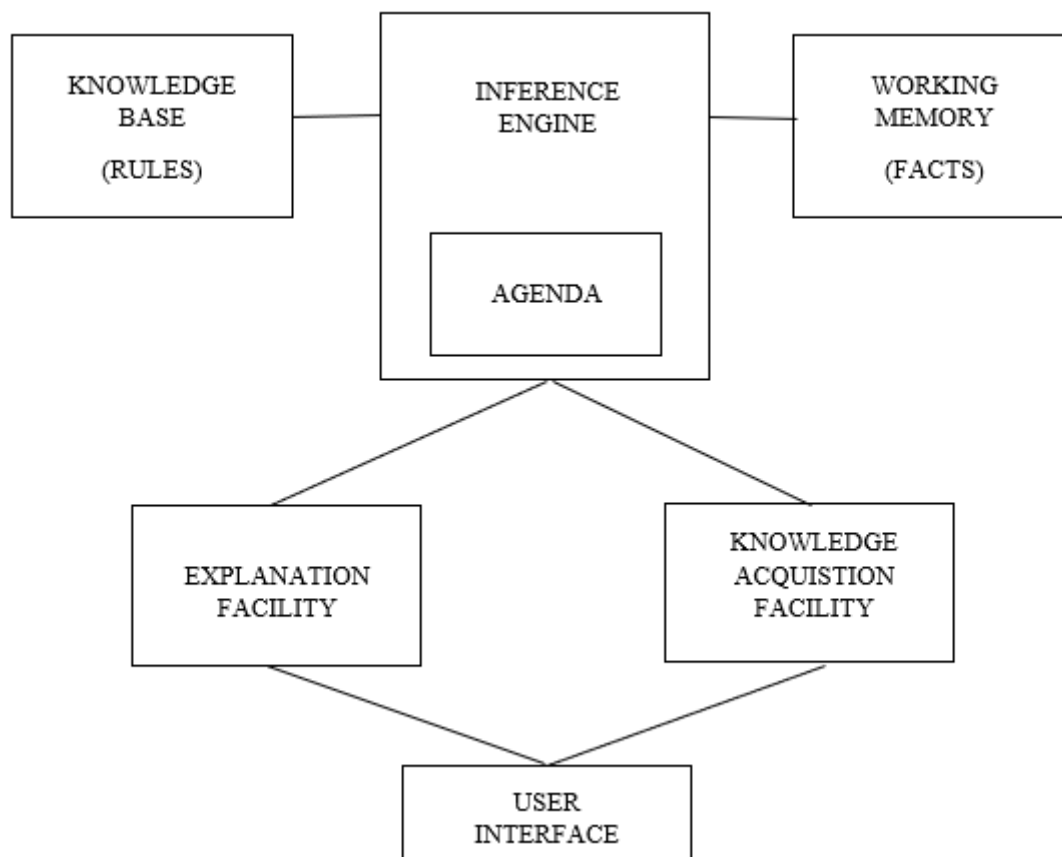 KNOWLEDGE
BASE
(RULES)
INFERENCE
ENGINE
WORKING
MEMORY
(FACTS)
AGENDA
EXPLANATION
FACILITY
KNOWLEDGE
ACQUISTION
FACILITY
USER
INTERFACE